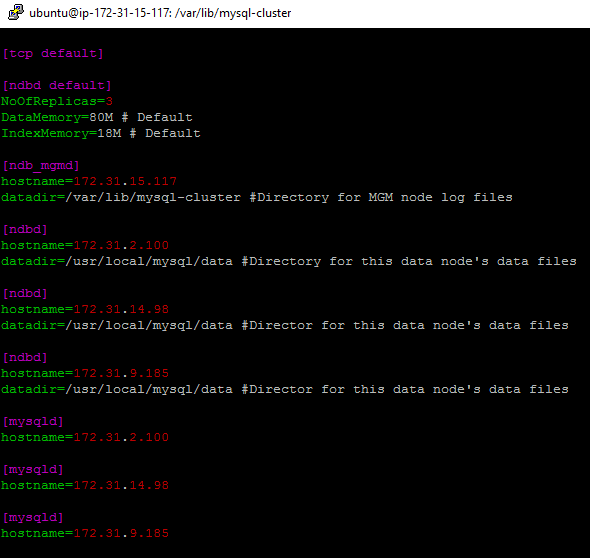 ubuntu@ip-172-31-15-117: /var/lib/mysql-cluster
[tcp default]
[ndbd default]
NoOfReplicas=3
DataMemory=80M # Default
IndexMemory=18M # Default
[ndb_mgmd]
hostname=172.31.15.117
datadir=/var/lib/mysql-cluster #Directory for MGM node log files
[ndbd]
hostname=172.31.2.100
datadir=/usr/local/mysql/data #Directory for this data node's data files
[ndbd]
hostname=172.31.14.98
datadir=/usr/local/mysql/data #Director for this data node's data files
[ndbd]
hostname=172.31.9.185
datadir=/usr/local/mysql/data #Director for this data node's data files
[mysqld]
hostname=172.31.2.100
[mysqld]
hostname=172.31.14.98
[mysqld]
hostname=172.31.9.185